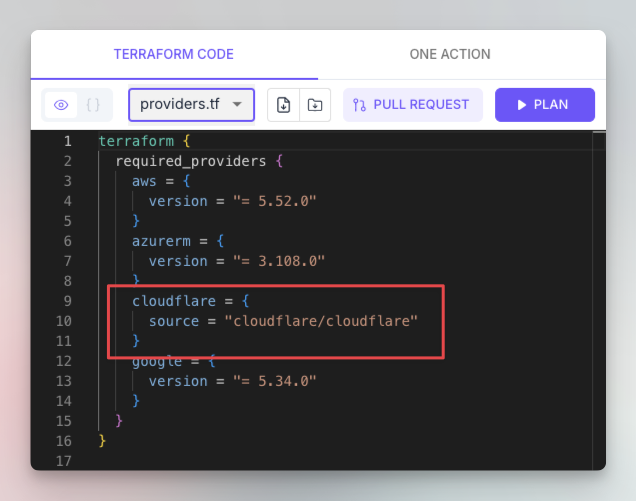 TERRAFORM CODE
ONE ACTION
{}
providers.tf
PULL REQUEST
PLAN
1 terraform {
2 required_providers {
3 aws = {
4 version = "= 5.52.0"
5 }
6 azurerm = {
7 version = "= 3.108.0"
8 }
9 cloudflare = {
10 source = "cloudflare/cloudflare"
11 }
12 google = {
13 version = "= 5.34.0"
14 }
15 }
16 }
17